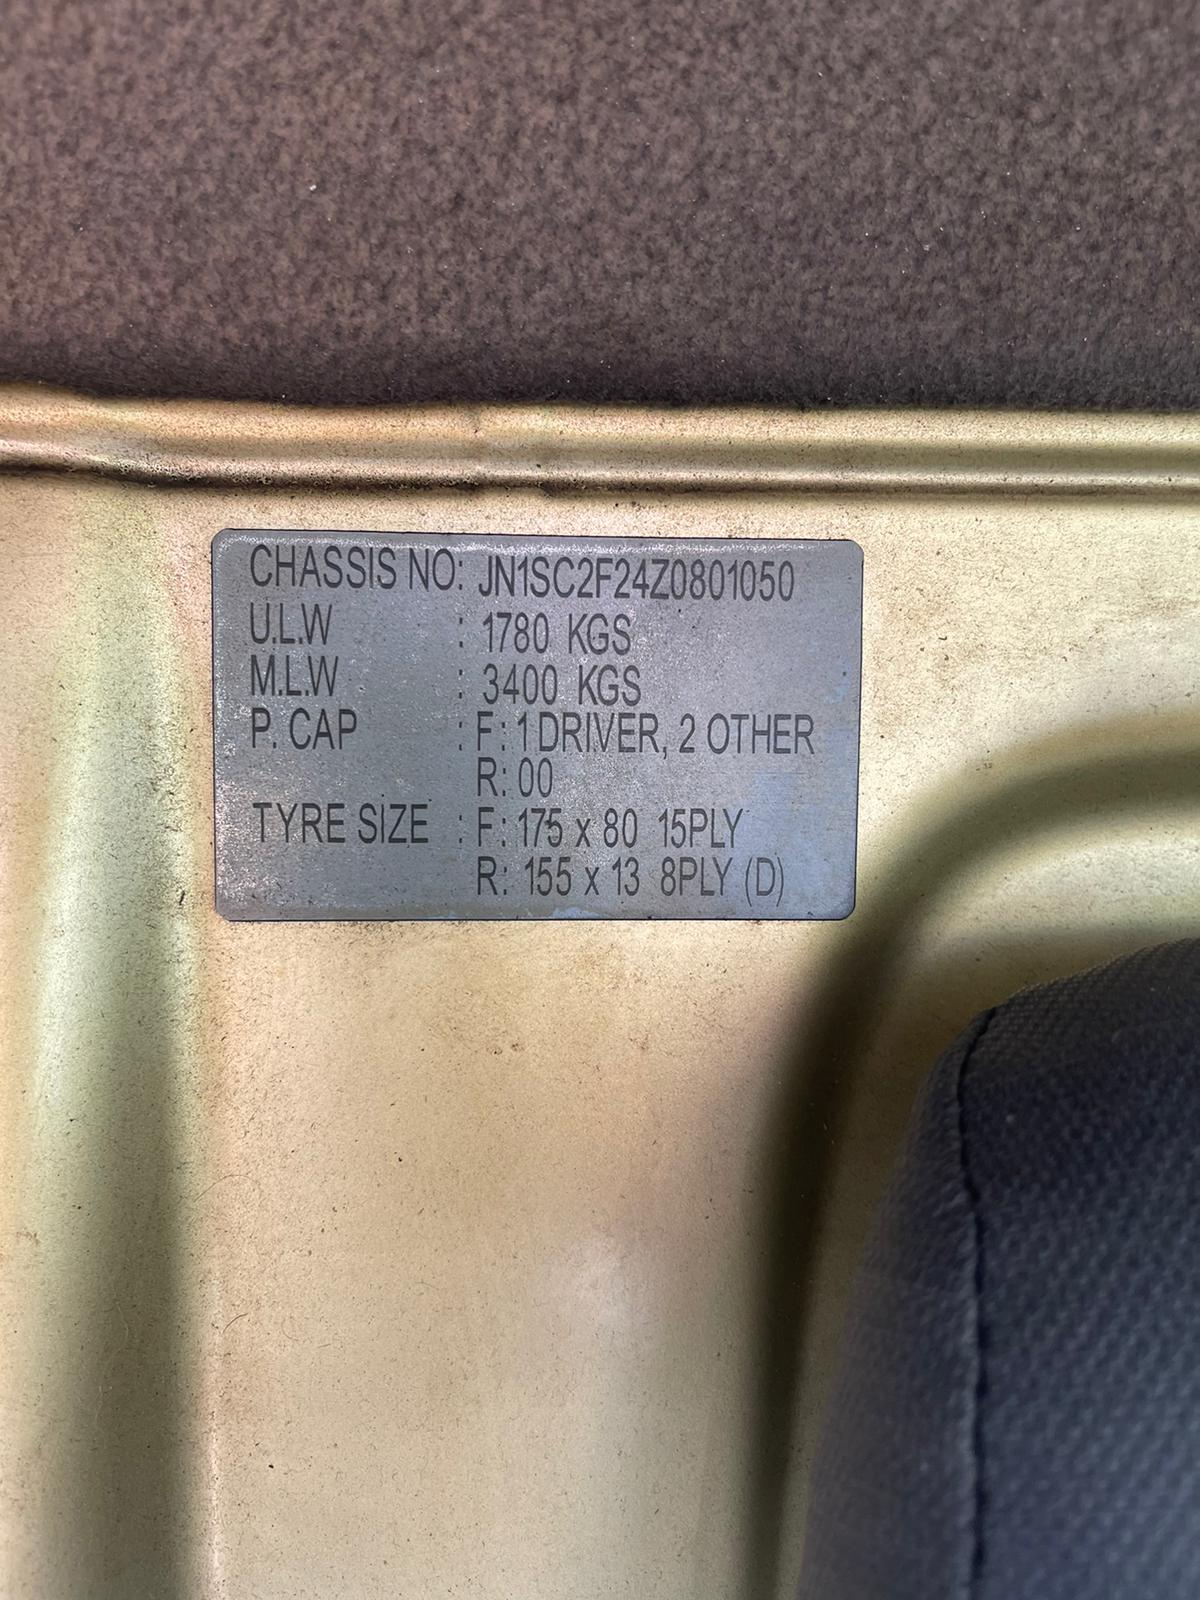 CHASSIS NO: JN1SC2F24Z0801050
U.L.W : 1780 KGS
M.L.W : 3400 KGS
P. CAP : F: 1 DRIVER, 2 OTHER
R: 00
TYRE SIZE : F: 175 x 80 15PLY
R: 155 x 13 8PLY (D)